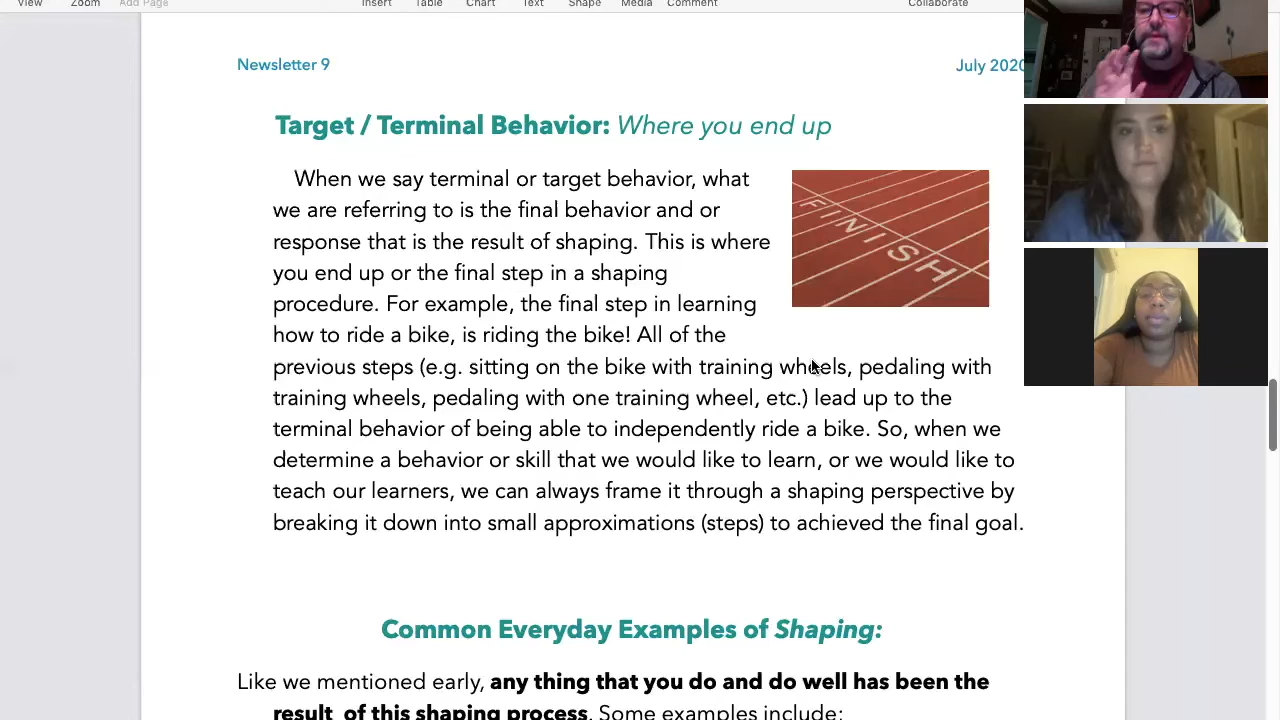 View Zoom Add Page Insert Table Chart Text Shape Media Comment Collaborate
Newsletter 9
July 2020
Target / Terminal Behavior: Where you end up
When we say terminal or target behavior, what
we are referring to is the final behavior and or
response that is the result of shaping. This is where
you end up or the final step in a shaping
procedure. For example, the final step in learning
how to ride a bike, is riding the bike! All of the
previous steps (e.g. sitting on the bike with training wheels, pedaling with
training wheels, pedaling with one training wheel, etc.) lead up to the
terminal behavior of being able to independently ride a bike. So, when we
determine a behavior or skill that we would like to learn, or we would like to
teach our learners, we can always frame it through a shaping perspective by
breaking it down into small approximations (steps) to achieved the final goal.
FINISH
Common Everyday Examples of Shaping:
Like we mentioned early, any thing that you do and do well has been the
result of this shaping process. Some examples include: